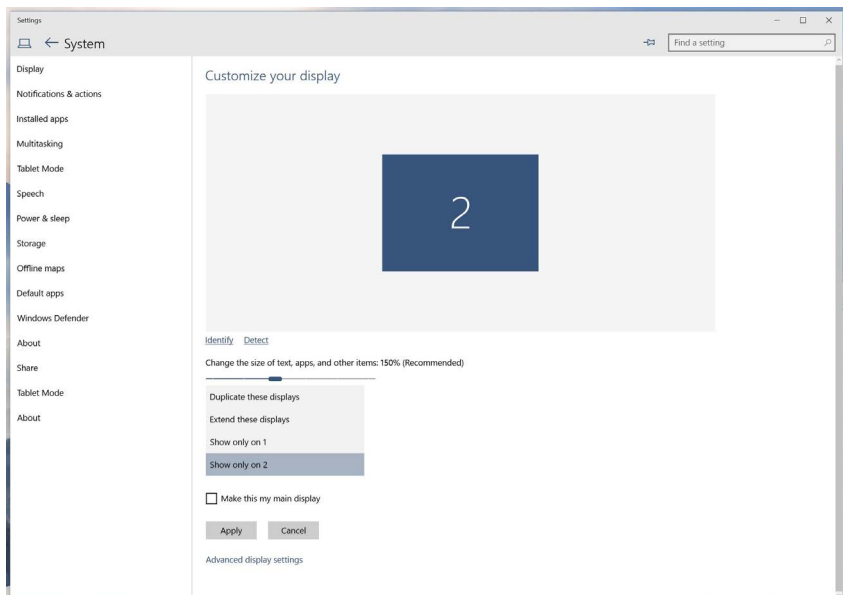 Settings
System
Find a setting
Display
Notifications & actions
Installed apps
Multitasking
Tablet Mode
Speech
Power & sleep
Storage
Offline maps
Default apps
Windows Defender
About
Share
Tablet Mode
About
Customize your display
2
Identify Detect
Change the size of text, apps, and other items: 150% (Recommended)
Duplicate these displays
Extend these displays
Show only on 1
Show only on 2
Make this my main display
Apply Cancel
Advanced display settings